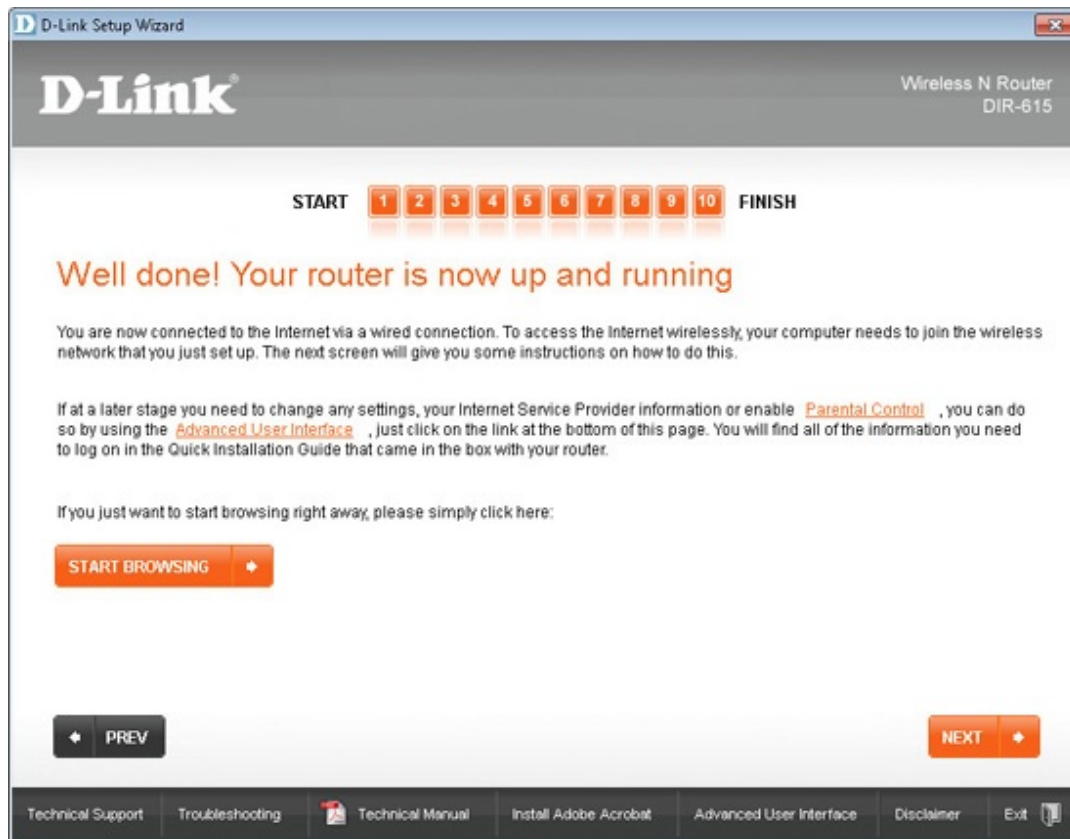 D-Link Setup Wizard
D-Link®
Wireless N Router
DIR-615
START 1 2 3 4 5 6 7 8 9 10 FINISH
Well done! Your router is now up and running
You are now connected to the Internet via a wired connection. To access the Internet wirelessly, your computer needs to join the wireless
network that you just set up. The next screen will give you some instructions on how to do this.
If at a later stage you need to change any settings, your Internet Service Provider information or enable Parental Control , you can do
so by using the Advanced User Interface , just click on the link at the bottom of this page. You will find all of the information you need
to log on in the Quick Installation Guide that came in the box with your router.
If you just want to start browsing right away, please simply click here:
START BROWSING
PREV
NEXT
Technical Support Troubleshooting Technical Manual Install Adobe Acrobat Advanced User Interface Disclaimer Exit